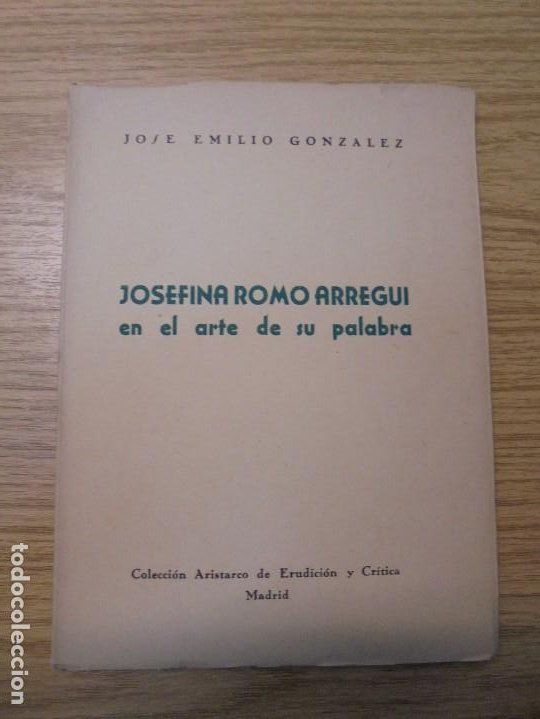 JOSE EMILIO GONZALEZ
JOSEFINA ROMO ARREGUI
en el arte de su palabra
Colección Aristarco de Erudición y Crítica
Madrid
todocoleccion